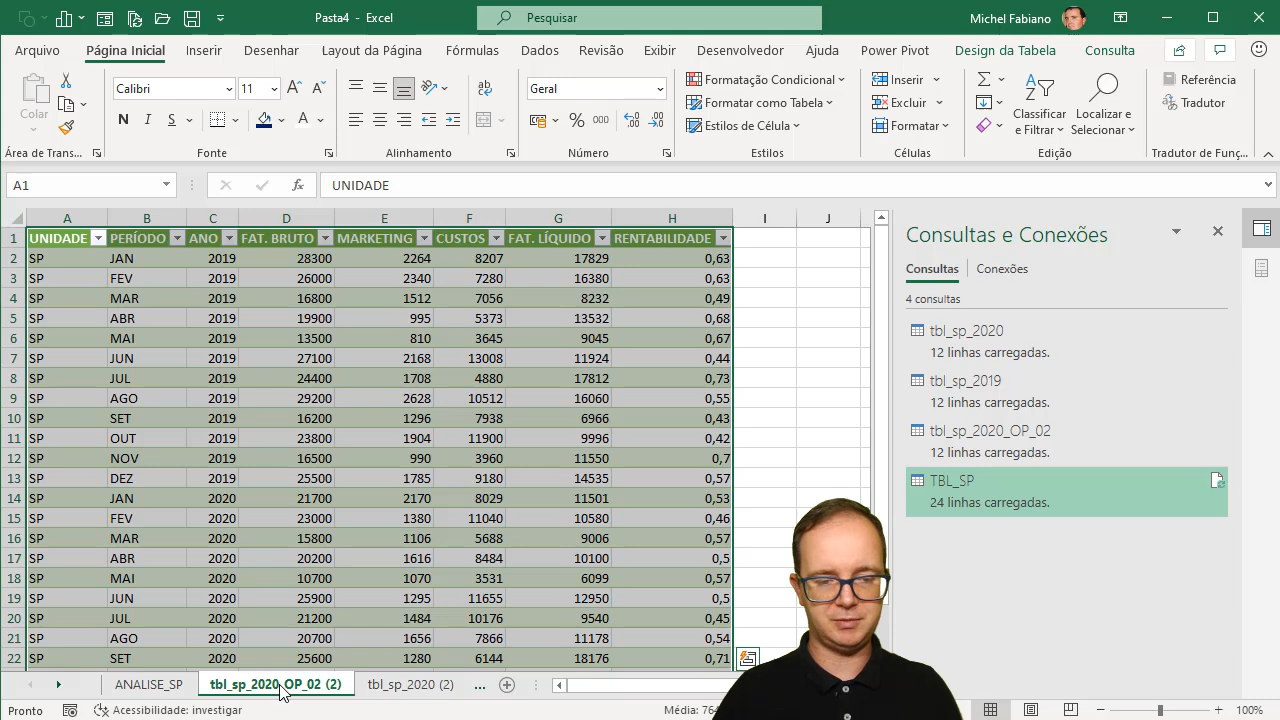 Pasta4 - Excel
Pesquisar
Michel Fabiano
Arquivo Página Inicial Inserir Desenhar Layout da Página Fórmulas Dados Revisão Exibir Desenvolvedor Ajuda Power Pivot Design da Tabela Consulta
Colar
Área de Trans...
Calibri 11
N I S A
Fonte
ab
Alinhamento
Geral
% 000
Número
Formatação Condicional
Formatar como Tabela
Estilos de Célula
Estilos
Inserir
Excluir
Formatar
Células
Classificar e Filtrar
Localizar e Selecionar
Edição
Referência
Tradutor
Tradutor de Funç...
A1 fx UNIDADE
A B C D E F G H I J
1 UNIDADE PERÍODO ANO FAT. BRUTO MARKETING CUSTOS FAT. LÍQUIDO RENTABILIDADE
2 SP JAN 2019 28300 2264 8207 17829 0,63
3 SP FEV 2019 26000 2340 7280 16380 0,63
4 SP MAR 2019 16800 1512 7056 8232 0,49
5 SP ABR 2019 19900 995 5373 13532 0,68
6 SP MAI 2019 13500 810 3645 9045 0,67
7 SP JUN 2019 27100 2168 13008 11924 0,44
8 SP JUL 2019 24400 1708 4880 17812 0,73
9 SP AGO 2019 29200 2628 10512 16060 0,55
10 SP SET 2019 16200 1296 7938 6966 0,43
11 SP OUT 2019 23800 1904 11900 9996 0,42
12 SP NOV 2019 16500 990 3960 11550 0,7
13 SP DEZ 2019 25500 1785 9180 14535 0,57
14 SP JAN 2020 21700 2170 8029 11501 0,53
15 SP FEV 2020 23000 1380 11040 10580 0,46
16 SP MAR 2020 15800 1106 5688 9006 0,57
17 SP ABR 2020 20200 1616 8484 10100 0,5
18 SP MAI 2020 10700 1070 3531 6099 0,57
19 SP JUN 2020 25900 1295 11655 12950 0,5
20 SP JUL 2020 21200 1484 10176 9540 0,45
21 SP AGO 2020 20700 1656 7866 11178 0,54
22 SP SET 2020 25600 1280 6144 18176 0,71
Consultas e Conexões
Consultas Conexões
4 consultas
tbl_sp_2020
12 linhas carregadas.
tbl_sp_2019
12 linhas carregadas.
tbl_sp_2020_OP_02
12 linhas carregadas.
TBL_SP
24 linhas carregadas.
ANALISE_SP tbl_sp_2020_OP_02 (2) tbl_sp_2020 (2) ...
Pronto Acessibilidade: investigar Média: 100%